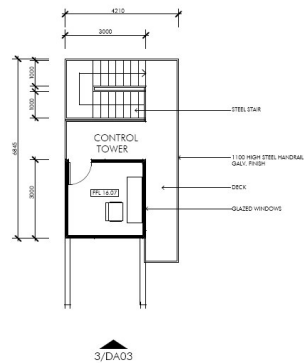 4210
3000
1000
1000
6845
3000
STEEL STAIR
CONTROL
TOWER
1100 HIGH STEEL HANDRAIL
GALV. FINISH
DECK
FFL 16.07
GLAZED WINDOWS
3/DA03